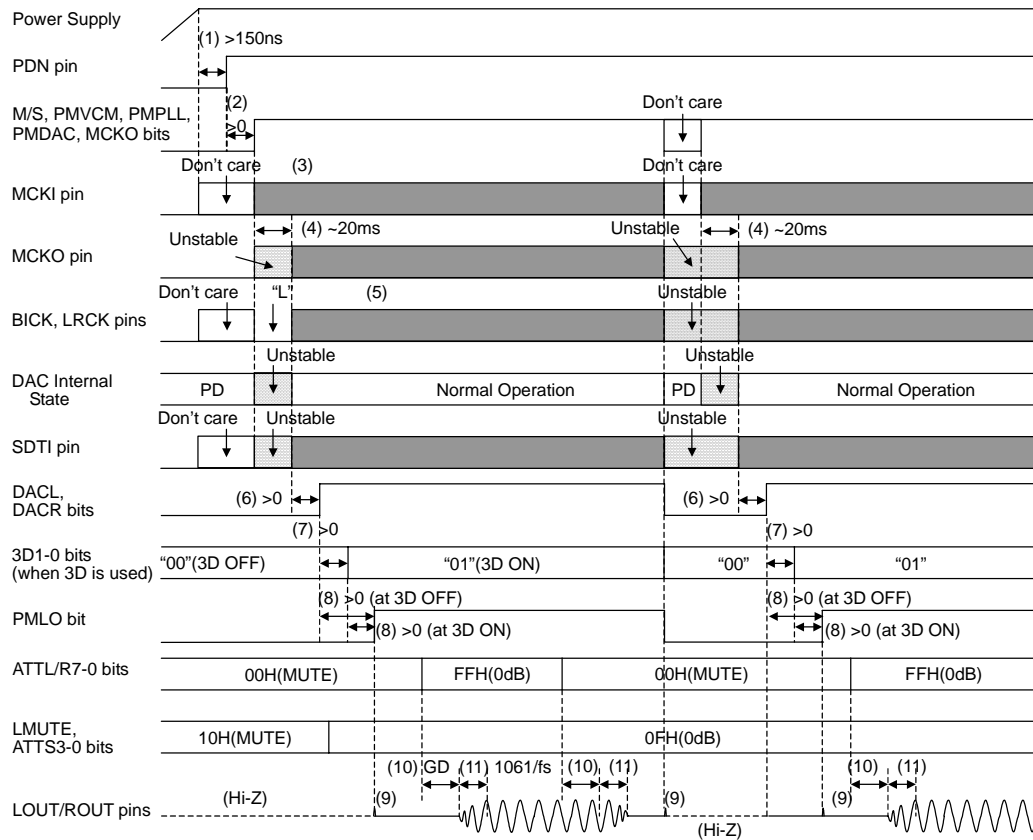 Power Supply
(1) >150ns
PDN pin
(2)
>0
M/S, PMVCM, PMPLL,
PMDAC, MCKO bits
Don't care
Don't care
(3)
Don't care
MCKI pin
(4) ~20ms
Unstable
(4) ~20ms
Unstable
MCKO pin
Don't care
"L"
(5)
Unstable
BICK, LRCK pins
Unstable
Unstable
DAC Internal
State
PD
Normal Operation
PD
Normal Operation
Don't care
Unstable
Unstable
SDTI pin
DACL,
DACR bits
(6) >0
(6) >0
(7) >0
(7) >0
3D1-0 bits
(when 3D is used)
"00"(3D OFF)
"01"(3D ON)
"00"
"01"
(8) >0 (at 3D OFF)
(8) >0 (at 3D OFF)
PMLO bit
(8) >0 (at 3D ON)
(8) >0 (at 3D ON)
ATTL/R7-0 bits
00H(MUTE)
FFH(0dB)
00H(MUTE)
FFH(0dB)
LMUTE,
ATTS3-0 bits
10H(MUTE)
0FH(0dB)
(10) GD
(11) 1061/fs
(10)
(11)
(10)
(11)
LOUT/ROUT pins
(Hi-Z)
(9)
(9)
(Hi-Z)
(9)